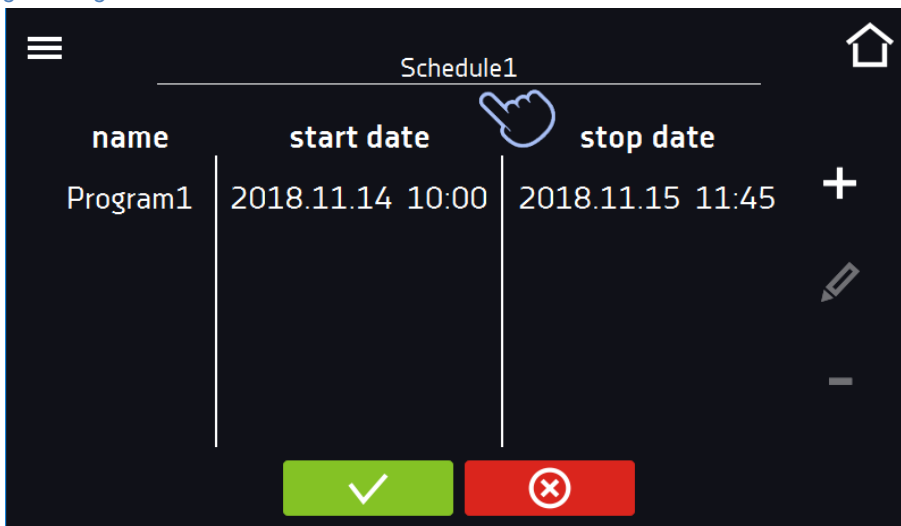 Schedule1
name start date stop date
Program1 2018.11.14 10:00 2018.11.15 11:45